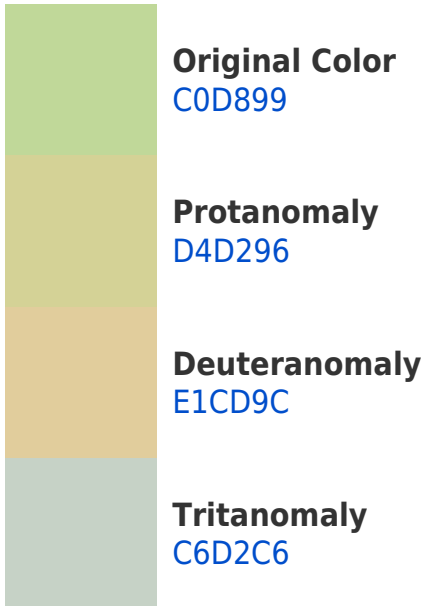 Original Color
C0D899
Protanomaly
D4D296
Deuteranomaly
E1CD9C
Tritanomaly
C6D2C6